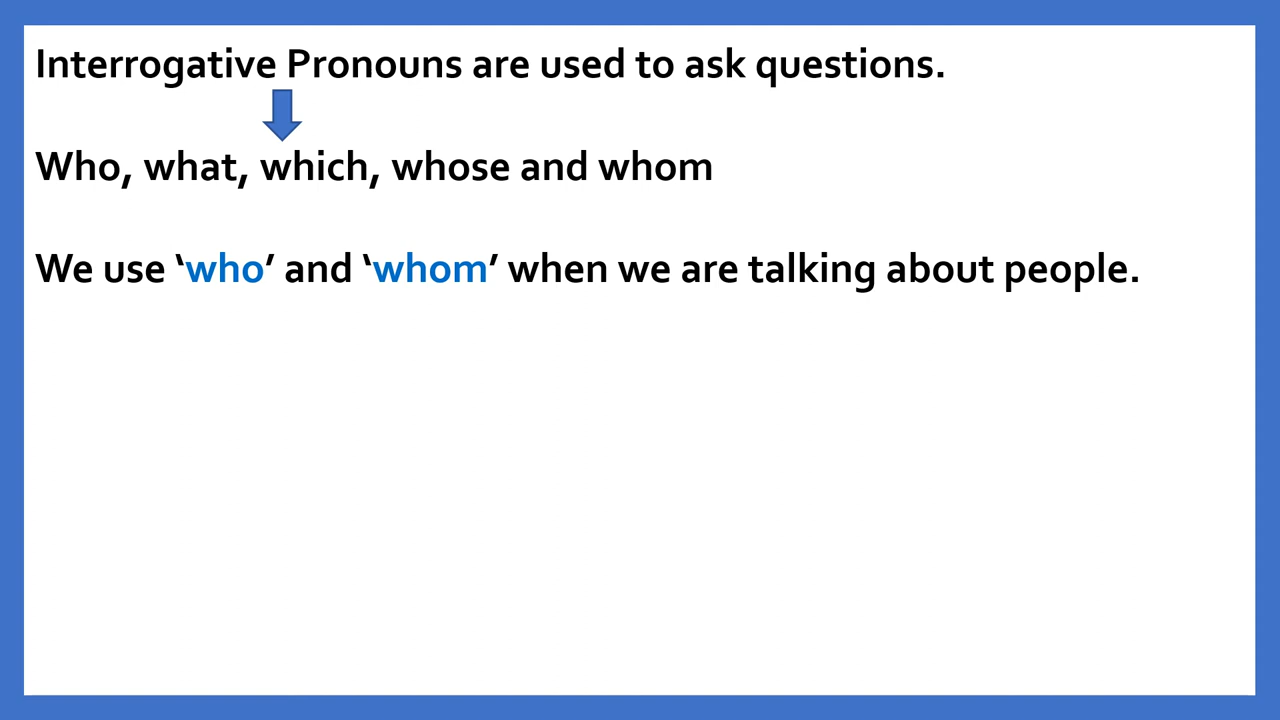 Interrogative Pronouns are used to ask questions.
Who, what, which, whose and whom
We use ‘who’ and ‘whom’ when we are talking about people.